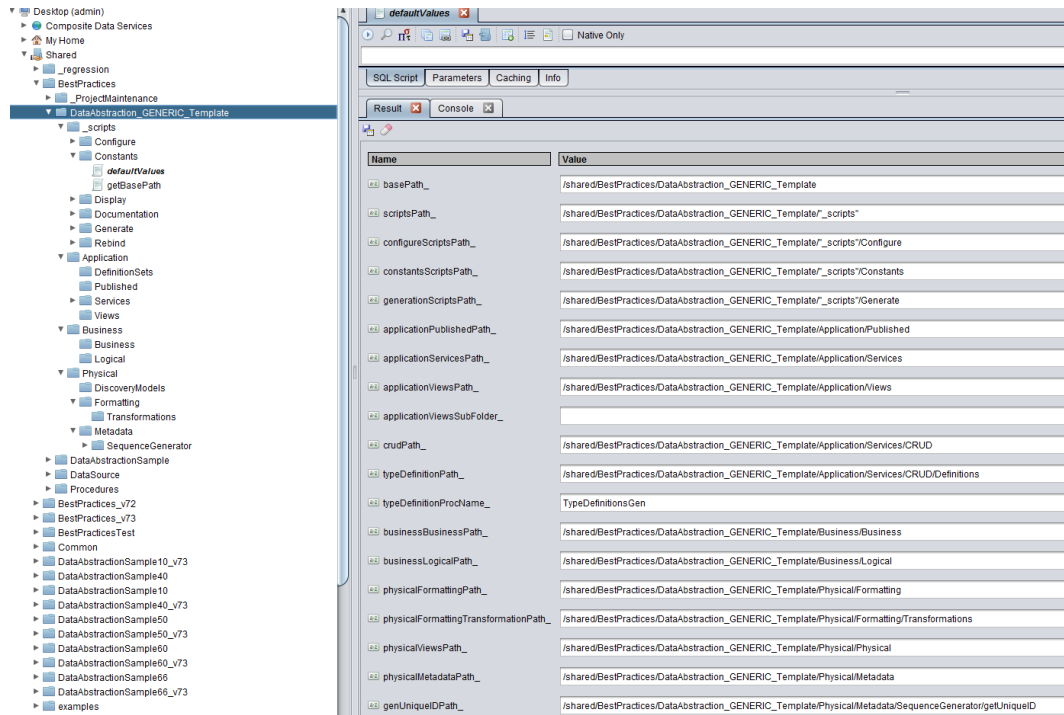 Desktop (admin)
Composite Data Services
My Home
Shared
_regression
BestPractices
_ProjectMaintenance
DataAbstraction_GENERIC_Template
_scripts
Configure
Constants
defaultValues
getBasePath
Display
Documentation
Generate
Rebind
Application
DefinitionSets
Published
Services
Views
Business
Business
Logical
Physical
DiscoveryModels
Formatting
Transformations
Metadata
SequenceGenerator
DataAbstractionSample
DataSource
Procedures
BestPractices_v72
BestPractices_v73
BestPracticesTest
Common
DataAbstractionSample10_v73
DataAbstractionSample40
DataAbstractionSample10
DataAbstractionSample40_v73
DataAbstractionSample50
DataAbstractionSample50_v73
DataAbstractionSample60
DataAbstractionSample60_v73
DataAbstractionSample66
DataAbstractionSample66_v73
examples
defaultValues
Native Only
SQL Script Parameters Caching Info
Result Console
Name Value
basePath_ /shared/BestPractices/DataAbstraction_GENERIC_Template
scriptsPath_ /shared/BestPractices/DataAbstraction_GENERIC_Template/"_scripts"
configureScriptsPath_ /shared/BestPractices/DataAbstraction_GENERIC_Template/"_scripts"/Configure
constantsScriptsPath_ /shared/BestPractices/DataAbstraction_GENERIC_Template/"_scripts"/Constants
generationScriptsPath_ /shared/BestPractices/DataAbstraction_GENERIC_Template/"_scripts"/Generate
applicationPublishedPath_ /shared/BestPractices/DataAbstraction_GENERIC_Template/Application/Published
applicationServicesPath_ /shared/BestPractices/DataAbstraction_GENERIC_Template/Application/Services
applicationViewsPath_ /shared/BestPractices/DataAbstraction_GENERIC_Template/Application/Views
applicationViewsSubFolder_
crudPath_ /shared/BestPractices/DataAbstraction_GENERIC_Template/Application/Services/CRUD
typeDefinitionPath_ /shared/BestPractices/DataAbstraction_GENERIC_Template/Application/Services/CRUD/Definitions
typeDefinitionProcName_ TypeDefinitionsGen
businessBusinessPath_ /shared/BestPractices/DataAbstraction_GENERIC_Template/Business/Business
businessLogicalPath_ /shared/BestPractices/DataAbstraction_GENERIC_Template/Business/Logical
physicalFormattingPath_ /shared/BestPractices/DataAbstraction_GENERIC_Template/Physical/Formatting
physicalFormattingTransformationPath_ /shared/BestPractices/DataAbstraction_GENERIC_Template/Physical/Formatting/Transformations
physicalViewsPath_ /shared/BestPractices/DataAbstraction_GENERIC_Template/Physical/Physical
physicalMetadataPath_ /shared/BestPractices/DataAbstraction_GENERIC_Template/Physical/Metadata
genUniqueIDPath_ /shared/BestPractices/DataAbstraction_GENERIC_Template/Physical/Metadata/SequenceGenerator/getUniqueID